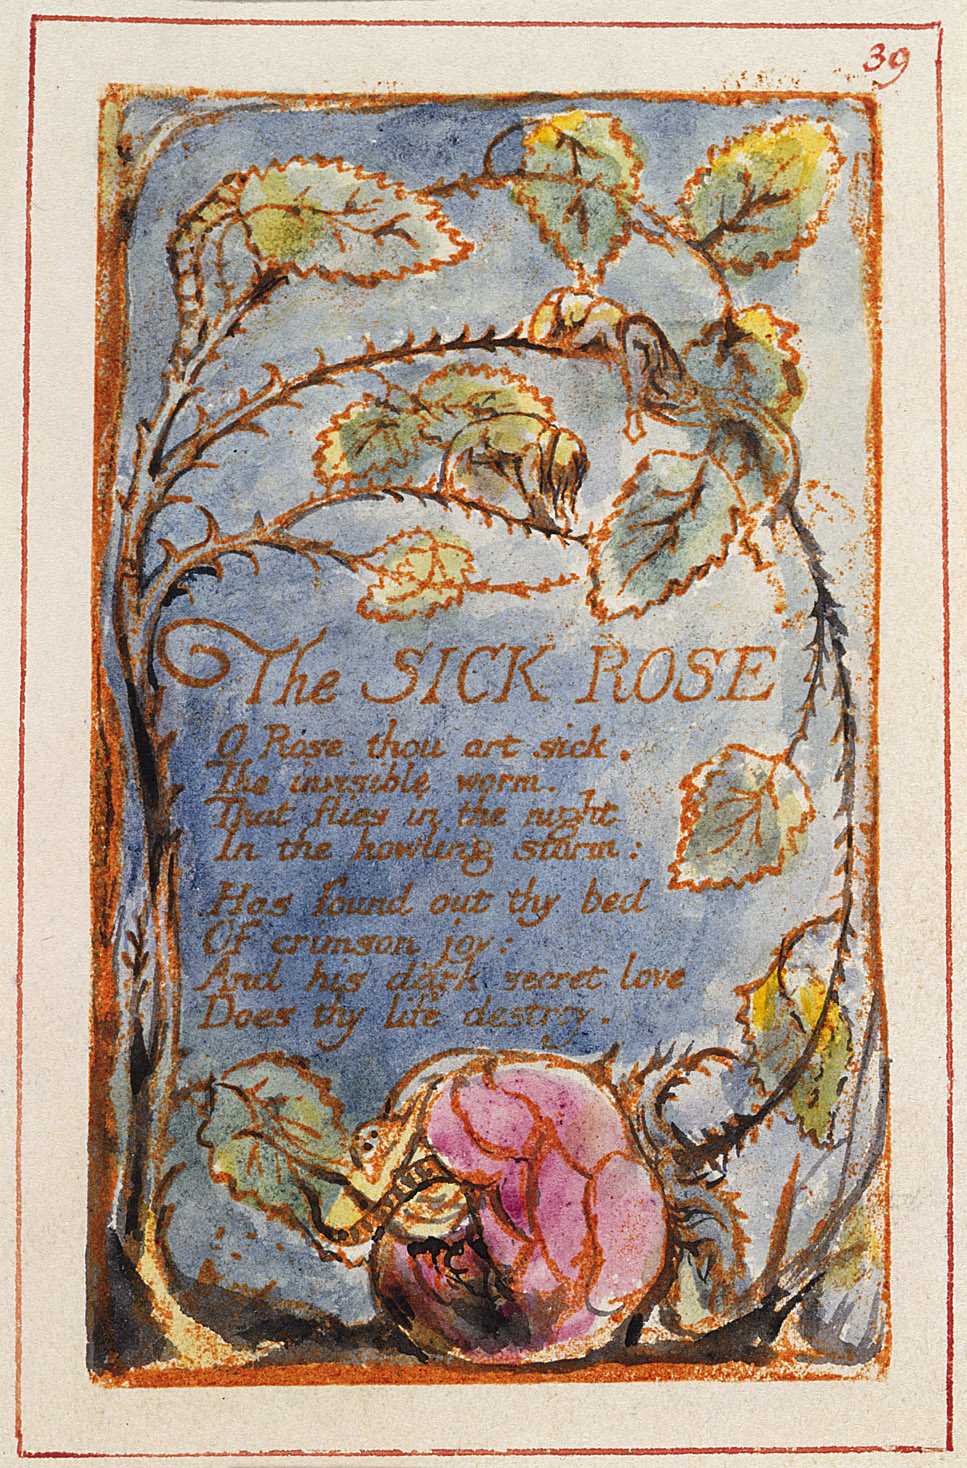 39
The SICK ROSE
O Rose thou art sick.
The invisible worm.
That flies in the night
In the howling storm:
Has found out thy bed
Of crimson joy:
And his dark secret love
Does thy life destroy.